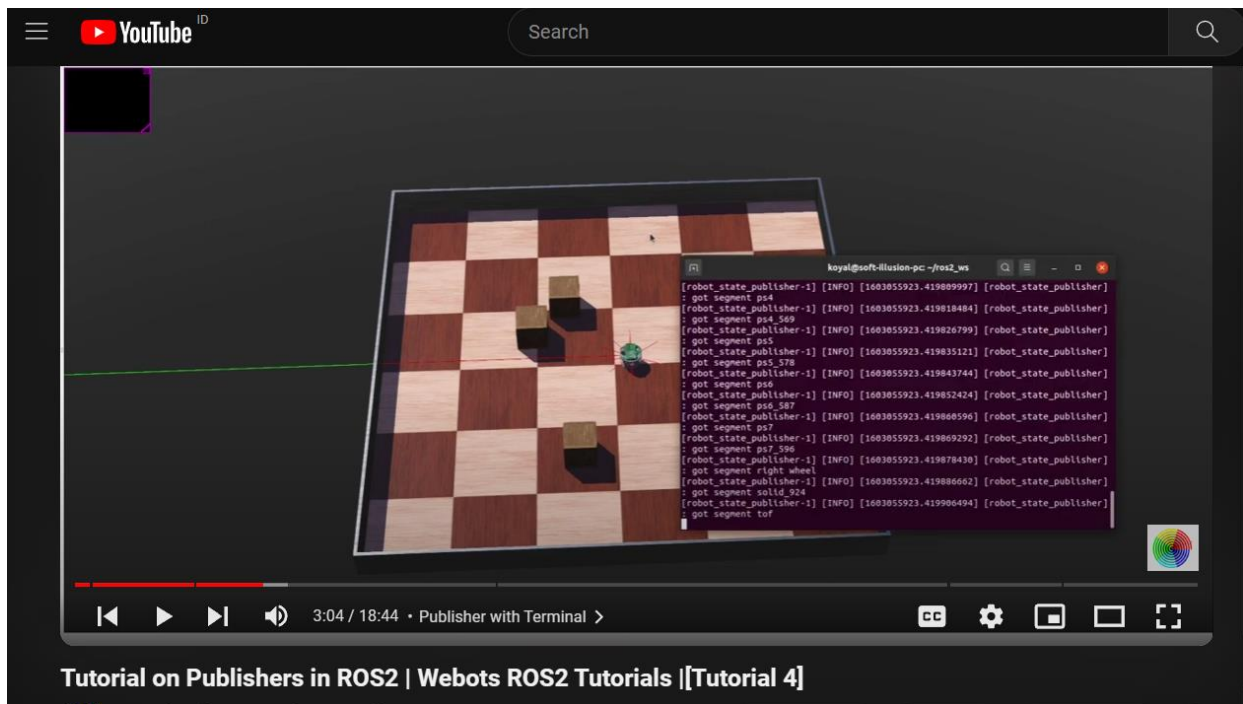 YouTube ID
Search
koyal@soft-illusion-pc: ~/ros2_ws
[robot_state_publisher-1] [INFO] [1603055923.419809997] [robot_state_publisher]
: got segment ps4
[robot_state_publisher-1] [INFO] [1603055923.419818484] [robot_state_publisher]
: got segment ps4_569
[robot_state_publisher-1] [INFO] [1603055923.419826799] [robot_state_publisher]
: got segment ps5
[robot_state_publisher-1] [INFO] [1603055923.419835121] [robot_state_publisher]
: got segment ps5_578
[robot_state_publisher-1] [INFO] [1603055923.419843744] [robot_state_publisher]
: got segment ps6
[robot_state_publisher-1] [INFO] [1603055923.419852424] [robot_state_publisher]
: got segment ps6_587
[robot_state_publisher-1] [INFO] [1603055923.419860596] [robot_state_publisher]
: got segment ps7
[robot_state_publisher-1] [INFO] [1603055923.419869292] [robot_state_publisher]
: got segment ps7_596
[robot_state_publisher-1] [INFO] [1603055923.419878430] [robot_state_publisher]
: got segment right wheel
[robot_state_publisher-1] [INFO] [1603055923.419886662] [robot_state_publisher]
: got segment solid_924
[robot_state_publisher-1] [INFO] [1603055923.419906494] [robot_state_publisher]
: got segment tof
3:04 / 18:44 • Publisher with Terminal >
CC
Tutorial on Publishers in ROS2 | Webots ROS2 Tutorials |[Tutorial 4]